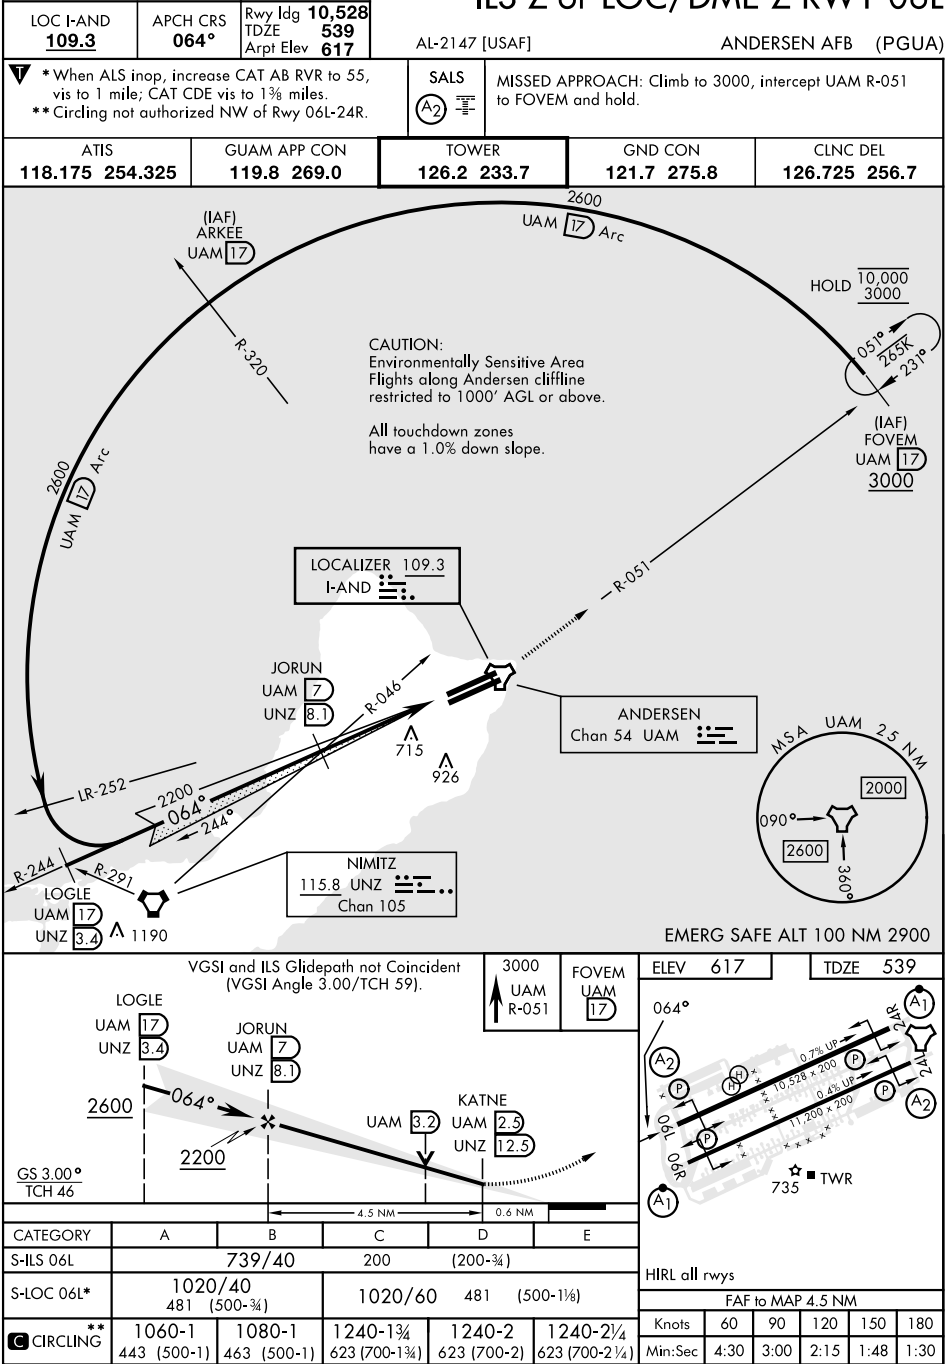 ILS Z or LOC/DME Z RWY 06L
LOC I-AND
109.3
APCH CRS
064°
Rwy ldg 10,528
TDZE 539
Arpt Elev 617
AL-2147 [USAF]
ANDERSEN AFB (PGUA)
T
* When ALS inop, increase CAT AB RVR to 55,
vis to 1 mile; CAT CDE vis to 1⅜ miles.
** Circling not authorized NW of Rwy 06L-24R.
SALS
A2
MISSED APPROACH: Climb to 3000, intercept UAM R-051
to FOVEM and hold.
ATIS
118.175 254.325
GUAM APP CON
119.8 269.0
TOWER
126.2 233.7
GND CON
121.7 275.8
CLNC DEL
126.725 256.7
2600
UAM 17 Arc
(IAF)
ARKEE
UAM 17
R-320
HOLD 10,000
3000
051°
265K
231°
(IAF)
FOVEM
UAM 17
3000
CAUTION:
Environmentally Sensitive Area
Flights along Andersen cliffline
restricted to 1000' AGL or above.
All touchdown zones
have a 1.0% down slope.
2600
UAM 17 Arc
LOCALIZER 109.3
I-AND
R-051
JORUN
UAM 7
UNZ 8.1
R-046
715
926
ANDERSEN
Chan 54 UAM
MSA UAM 25 NM
2000
090°
2600
360°
LR-252
2200
064°
244°
R-244
R-291
LOGLE
UAM 17
UNZ 3.4
1190
NIMITZ
115.8 UNZ
Chan 105
EMERG SAFE ALT 100 NM 2900
VGSI and ILS Glidepath not Coincident
(VGSI Angle 3.00/TCH 59).
3000
UAM
R-051
FOVEM
UAM
17
LOGLE
UAM 17
UNZ 3.4
JORUN
UAM 7
UNZ 8.1
2600
064°
2200
UAM 3.2
KATNE
UAM 2.5
UNZ 12.5
GS 3.00°
TCH 46
4.5 NM
0.6 NM
ELEV 617
TDZE 539
064°
A1
24R
A2
P
H
H
0.7% UP
10,528 x 200
P
0.4% UP
11,200 x 200
P
24L
A2
06L
P
P
06R
A1
735
TWR
HIRL all rwys
CATEGORY A B C D E
S-ILS 06L 739/40 200 (200-¾)
S-LOC 06L* 1020/40
481 (500-¾)
1020/60 481 (500-1⅛)
C CIRCLING **
1060-1
443 (500-1)
1080-1
463 (500-1)
1240-1¾
623 (700-1¾)
1240-2
623 (700-2)
1240-2¼
623 (700-2¼)
FAF to MAP 4.5 NM
Knots 60 90 120 150 180
Min:Sec 4:30 3:00 2:15 1:48 1:30